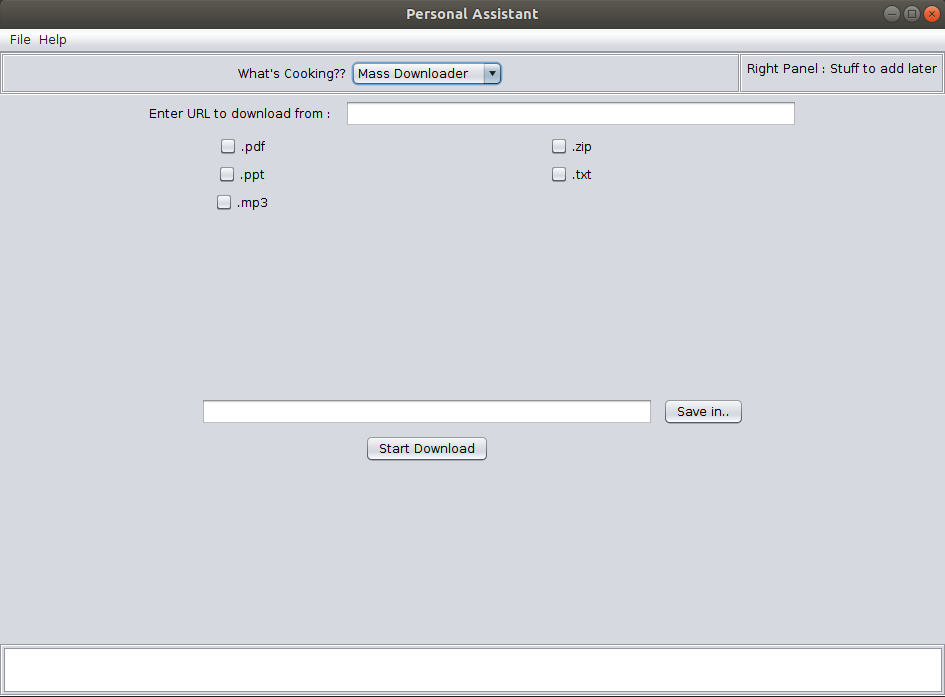 Personal Assistant
File Help
What's Cooking?? Mass Downloader
Right Panel : Stuff to add later
Enter URL to download from :
.pdf .zip
.ppt .txt
.mp3
Save in..
Start Download